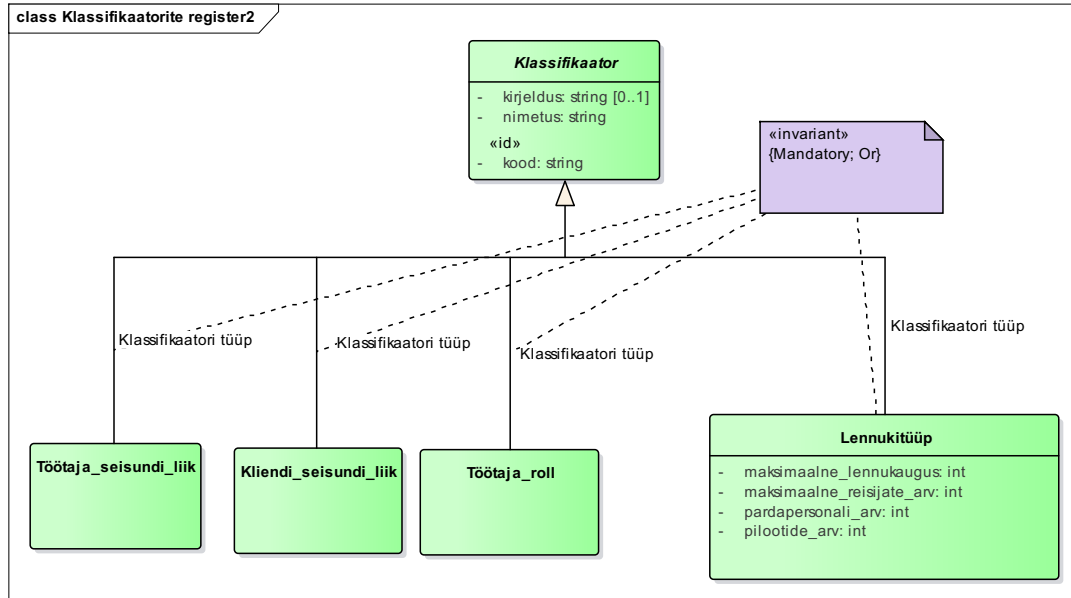 class Klassifikaatorite register2
Klassifikaator
- kirjeldus: string [0..1]
- nimetus: string
«id»
- kood: string
«invariant»
{Mandatory; Or}
Klassifikaatori tüüp
Klassifikaatori tüüp
Klassifikaatori tüüp
Klassifikaatori tüüp
Töötaja_seisundi_liik
Kliendi_seisundi_liik
Töötaja_roll
Lennukitüüp
- maksimaalne_lennukaugus: int
- maksimaalne_reisijate_arv: int
- pardapersonali_arv: int
- pilootide_arv: int